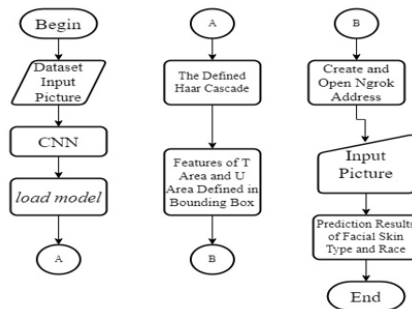 Begin
Dataset
Input
Picture
CNN
load model
A
A
The Defined
Haar Cascade
Features of T
Area and U
Area Defined in
Bounding Box
B
B
Create and
Open Ngrok
Address
Input
Picture
Prediction Results
of Facial Skin
Type and Race
End